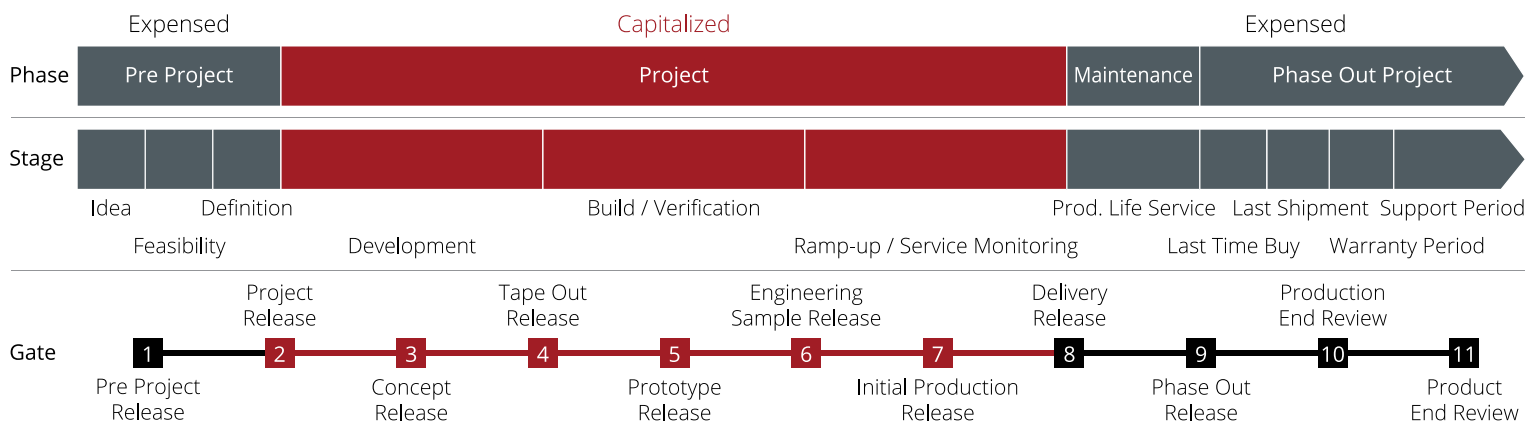 Expensed
Capitalized
Expensed
Phase
Pre Project
Project
Maintenance
Phase Out Project
Stage
Idea
Definition
Build / Verification
Prod. Life Service
Last Shipment
Support Period
Feasibility
Development
Ramp-up / Service Monitoring
Last Time Buy
Warranty Period
Project
Release
Tape Out
Release
Engineering
Sample Release
Delivery
Release
Production
End Review
Gate
1
2
3
4
5
6
7
8
9
10
11
Pre Project
Release
Concept
Release
Prototype
Release
Initial Production
Release
Phase Out
Release
Product
End Review